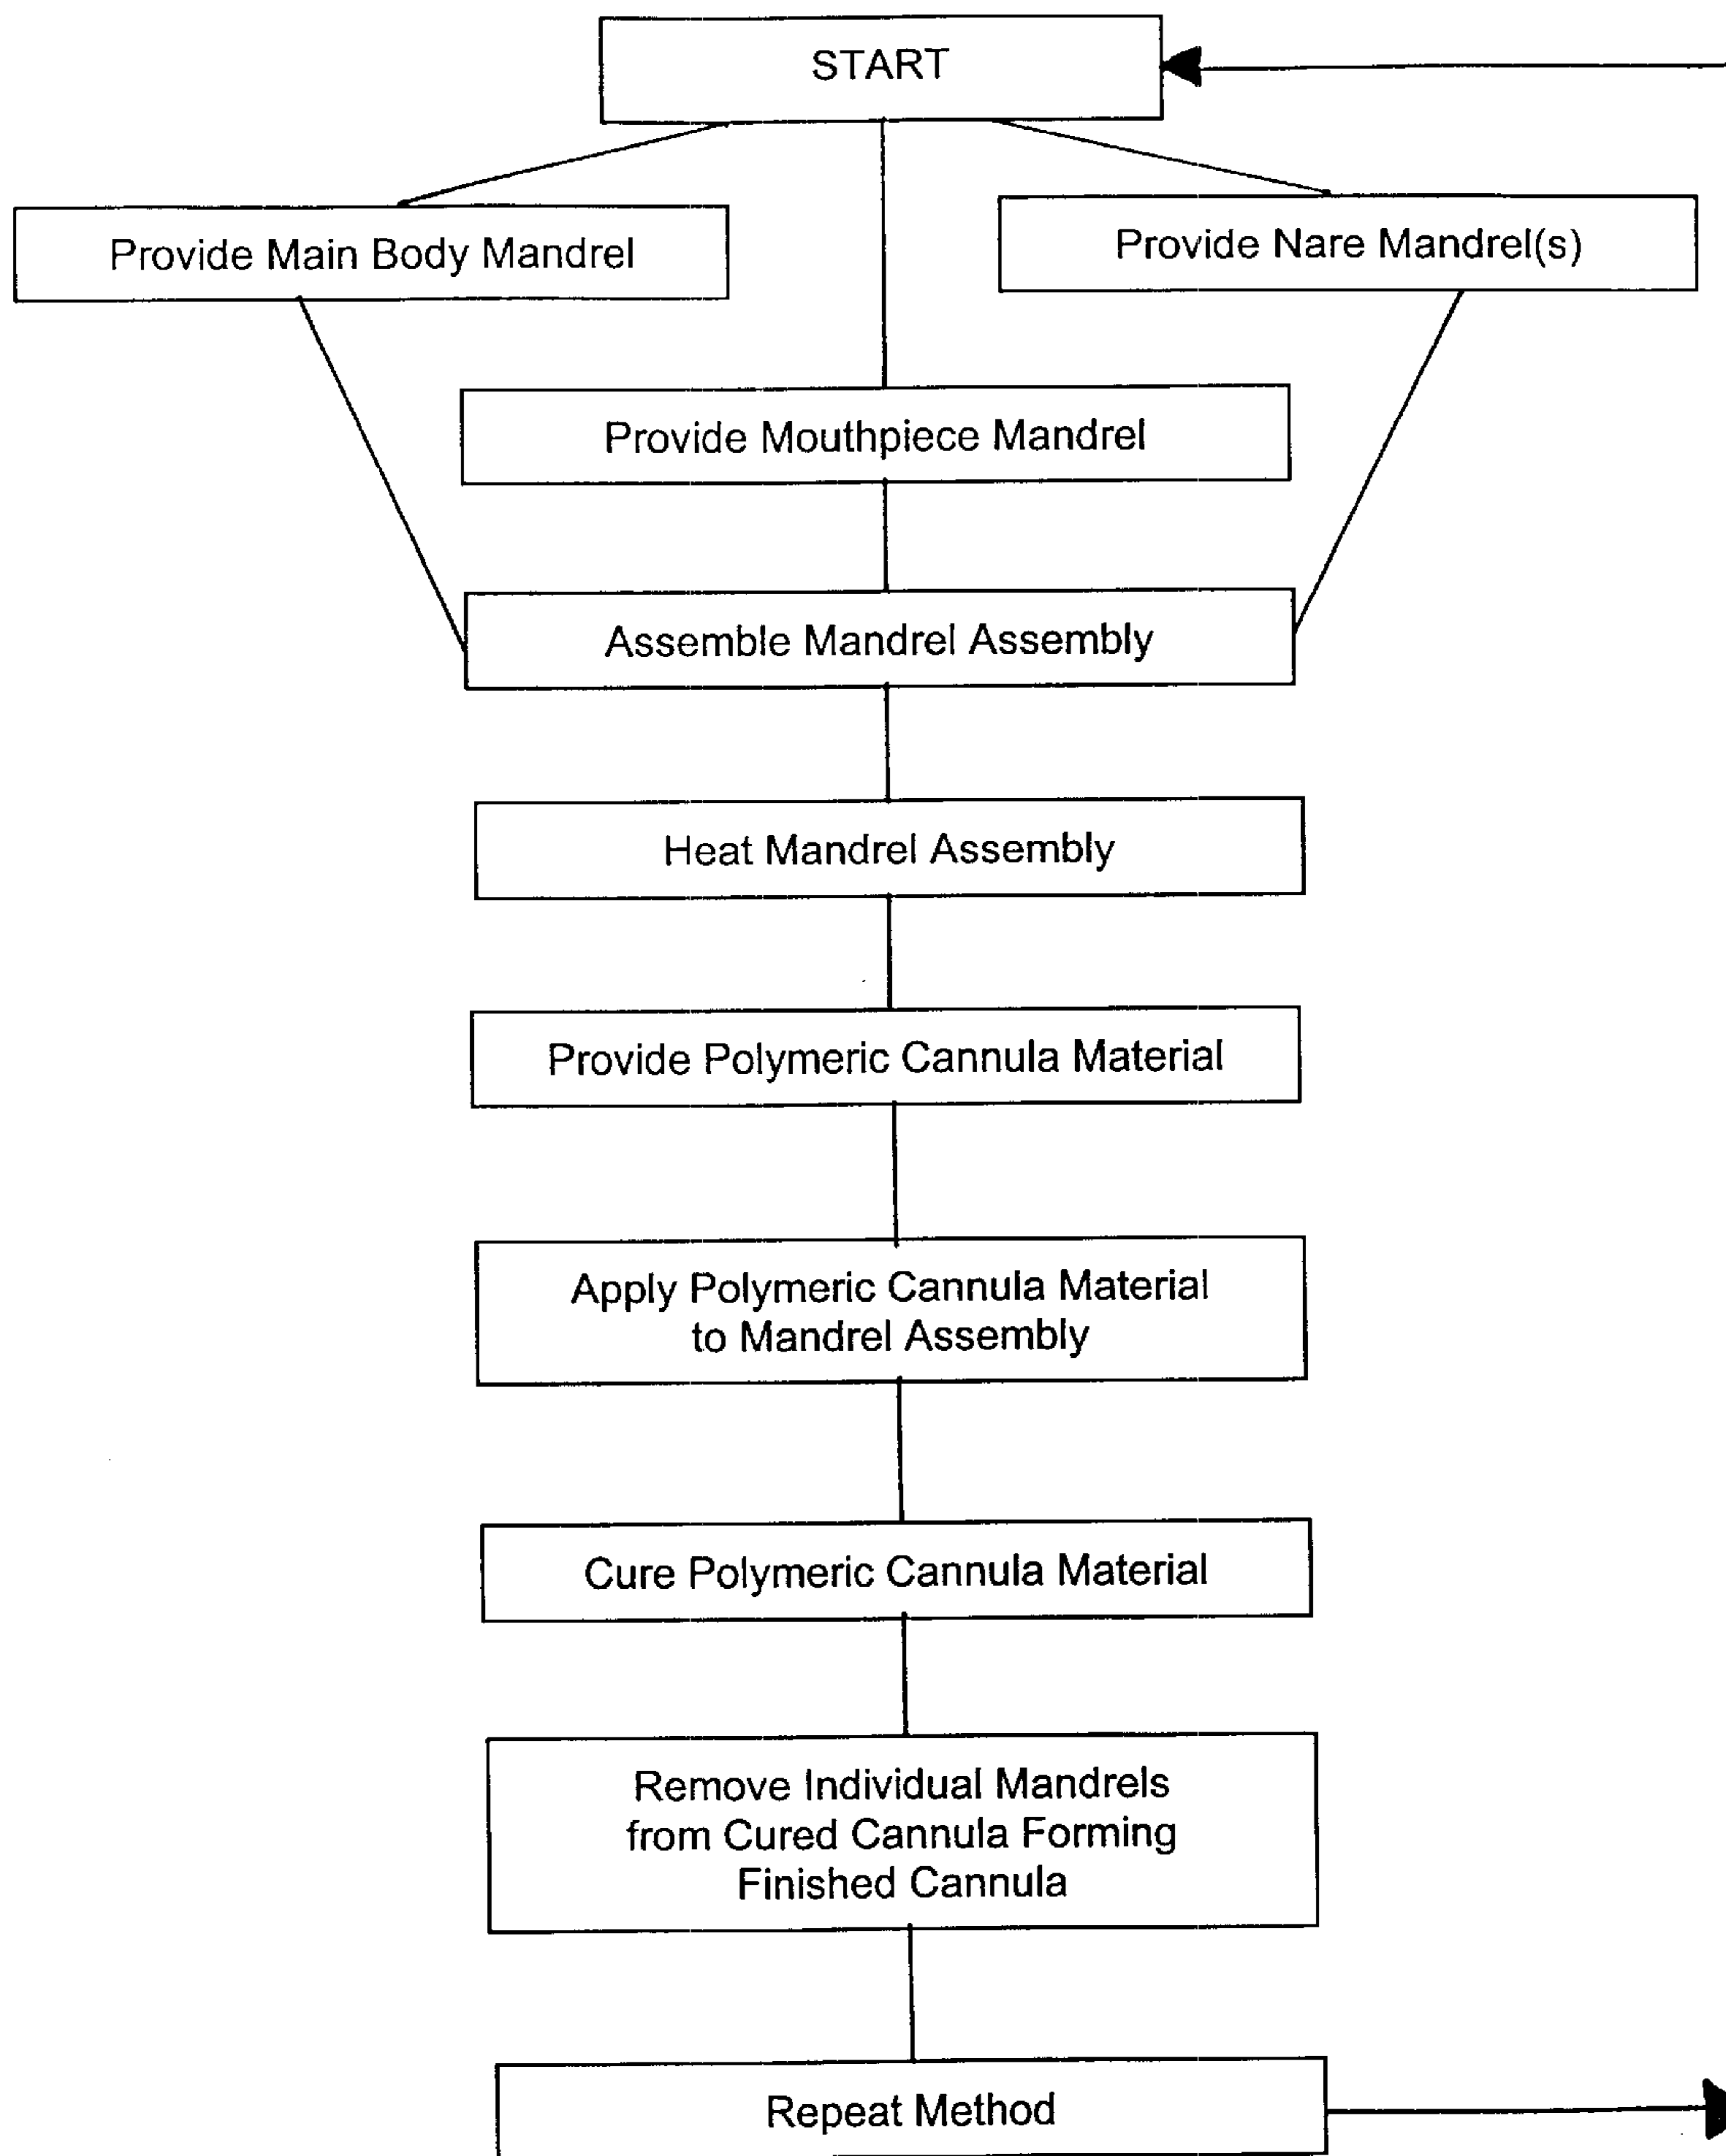 START
Provide Main Body Mandrel
Provide Nare Mandrel(s)
Provide Mouthpiece Mandrel
Assemble Mandrel Assembly
Heat Mandrel Assembly
Provide Polymeric Cannula Material
Apply Polymeric Cannula Material
to Mandrel Assembly
Cure Polymeric Cannula Material
Remove Individual Mandrels
from Cured Cannula Forming
Finished Cannula
Repeat Method